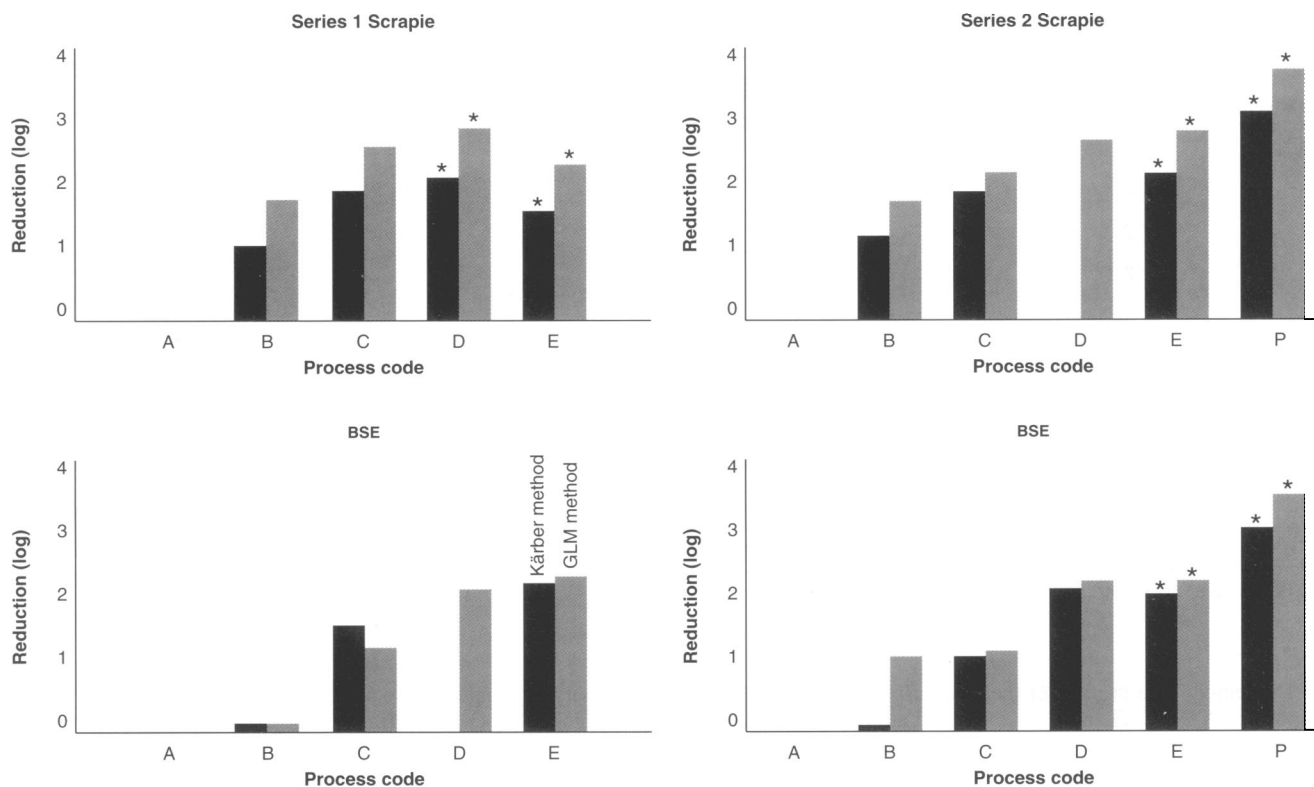 Series 1 Scrapie
Reduction (log)
4
3
2
1
0
*
*
*
*
A B C D E
Process code
Series 2 Scrapie
Reduction (log)
4
3
2
1
0
*
*
*
*
A B C D E P
Process code
BSE
Reduction (log)
4
3
2
1
0
Kärber method
GLM method
A B C D E
Process code
BSE
Reduction (log)
4
3
2
1
0
*
*
*
*
A B C D E P
Process code